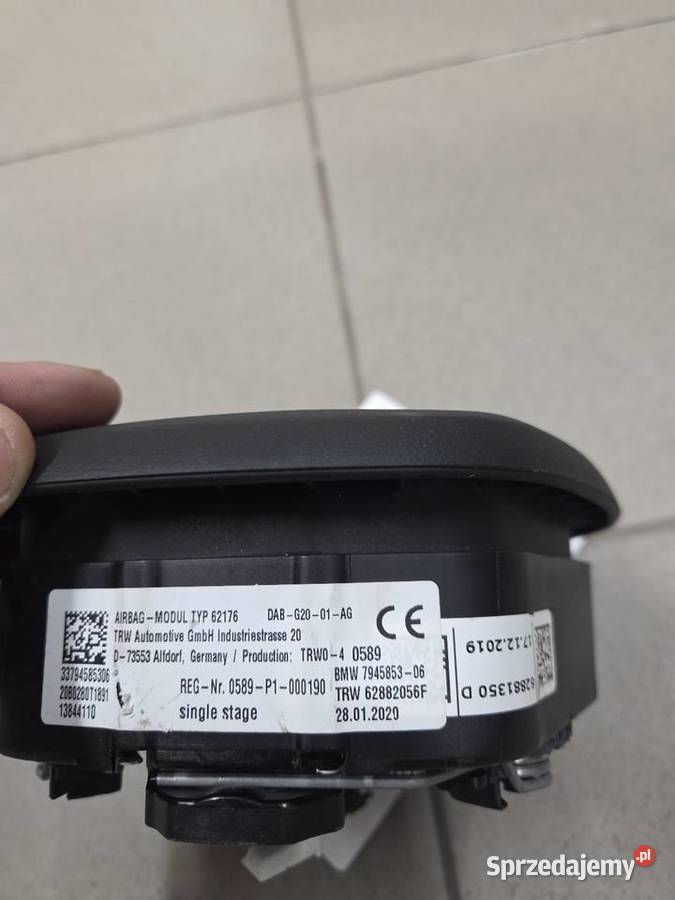 AIRBAG-MODUL TYP 62176 DAB-G20-01-AG
TRW Automotive GmbH Industriestrasse 20
D-73553 Alfdorf, Germany / Production: TRW0-4 0589
33794585306
20B0280T1891
13844110
REG-Nr. 0589-P1-000190
single stage
BMW 7945853-06
TRW 62882056F
28.01.2020
CE
17.12.2019
62881350 D
Sprzedajemy.pl